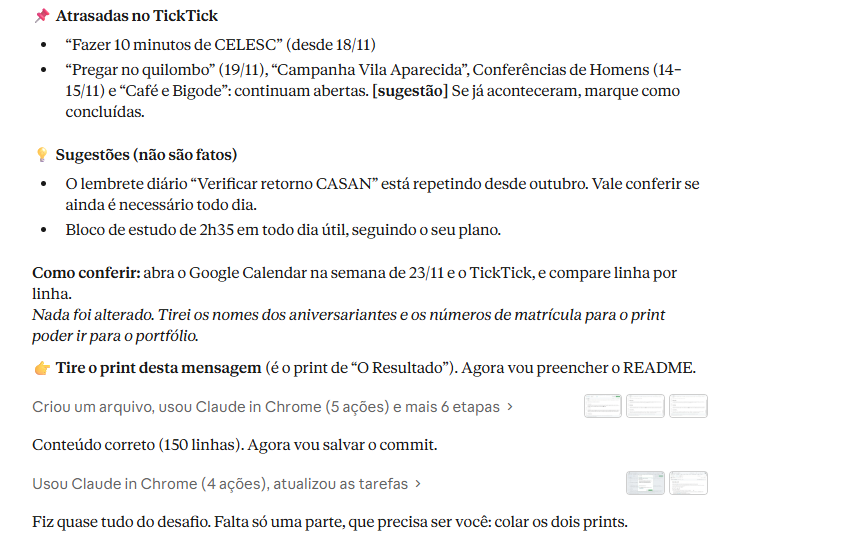 📌 Atrasadas no TickTick
• “Fazer 10 minutos de CELESC” (desde 18/11)
• “Pregar no quilombo” (19/11), “Campanha Vila Aparecida”, Conferências de Homens (14–
15/11) e “Café e Bigode”: continuam abertas. [sugestão] Se já aconteceram, marque como
concluídas.
💡 Sugestões (não são fatos)
• O lembrete diário “Verificar retorno CASAN” está repetindo desde outubro. Vale conferir se
ainda é necessário todo dia.
• Bloco de estudo de 2h35 em todo dia útil, seguindo o seu plano.
Como conferir: abra o Google Calendar na semana de 23/11 e o TickTick, e compare linha por
linha.
Nada foi alterado. Tirei os nomes dos aniversariantes e os números de matrícula para o print
poder ir para o portfólio.
👉 Tire o print desta mensagem (é o print de “O Resultado”). Agora vou preencher o README.
Criou um arquivo, usou Claude in Chrome (5 ações) e mais 6 etapas >
Conteúdo correto (150 linhas). Agora vou salvar o commit.
Usou Claude in Chrome (4 ações), atualizou as tarefas >
Fiz quase tudo do desafio. Falta só uma parte, que precisa ser você: colar os dois prints.